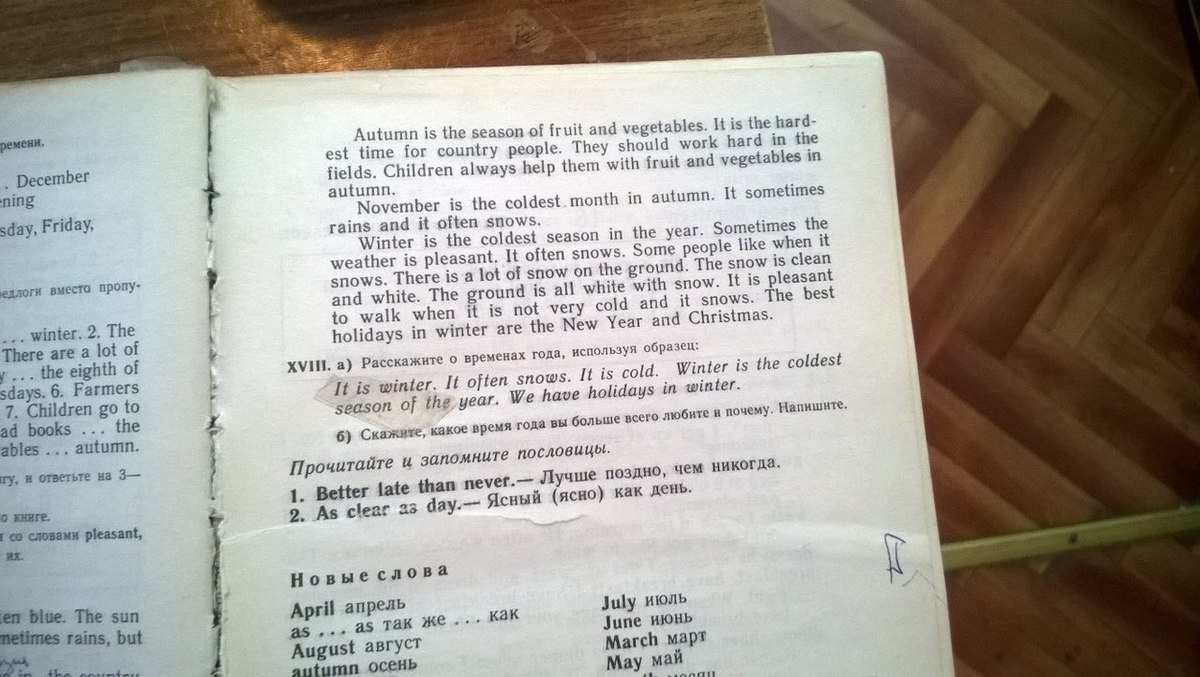 ремени.
. December
ening
sday, Friday,
едлоги вместо пропу-
... winter. 2. The
There are a lot of
y ... the eighth of
sdays. 6. Farmers
7. Children go to
ad books ... the
ables ... autumn.
гу, и ответьте на 3—
о книге.
и со словами pleasant,
их.
ten blue. The sun
metimes rains, but
in the country
Autumn is the season of fruit and vegetables. It is the hard-
est time for country people. They should work hard in the
fields. Children always help them with fruit and vegetables in
autumn.
November is the coldest month in autumn. It sometimes
rains and it often snows.
Winter is the coldest season in the year. Sometimes the
weather is pleasant. It often snows. Some people like when it
snows. There is a lot of snow on the ground. The snow is clean
and white. The ground is all white with snow. It is pleasant
to walk when it is not very cold and it snows. The best
holidays in winter are the New Year and Christmas.
XVIII. а) Расскажите о временах года, используя образец:
It is winter. It often snows. It is cold. Winter is the coldest
season of the year. We have holidays in winter.
б) Скажите, какое время года вы больше всего любите и почему. Напишите.
Прочитайте и запомните пословицы.
1. Better late than never.— Лучше поздно, чем никогда.
2. As clear as day.— Ясный (ясно) как день.
Новые слова
April апрель
as ... as так же ... как
August август
autumn осень
July июль
June июнь
March март
May май
месяц